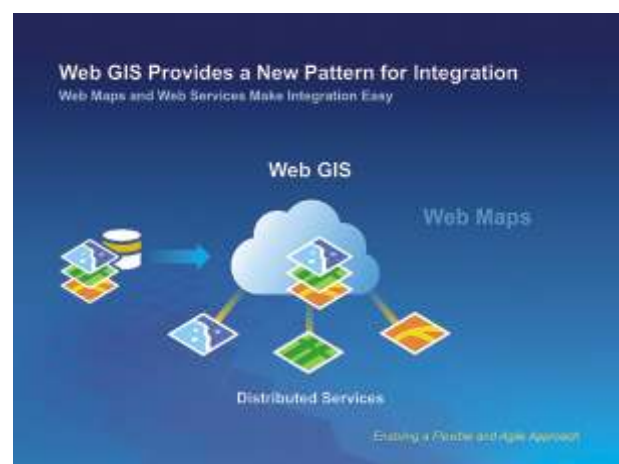 Web GIS Provides a New Pattern for Integration
Web Maps and Web Services Make Integration Easy
Web GIS
Web Maps
Distributed Services
Enabling a Flexible and Agile Approach